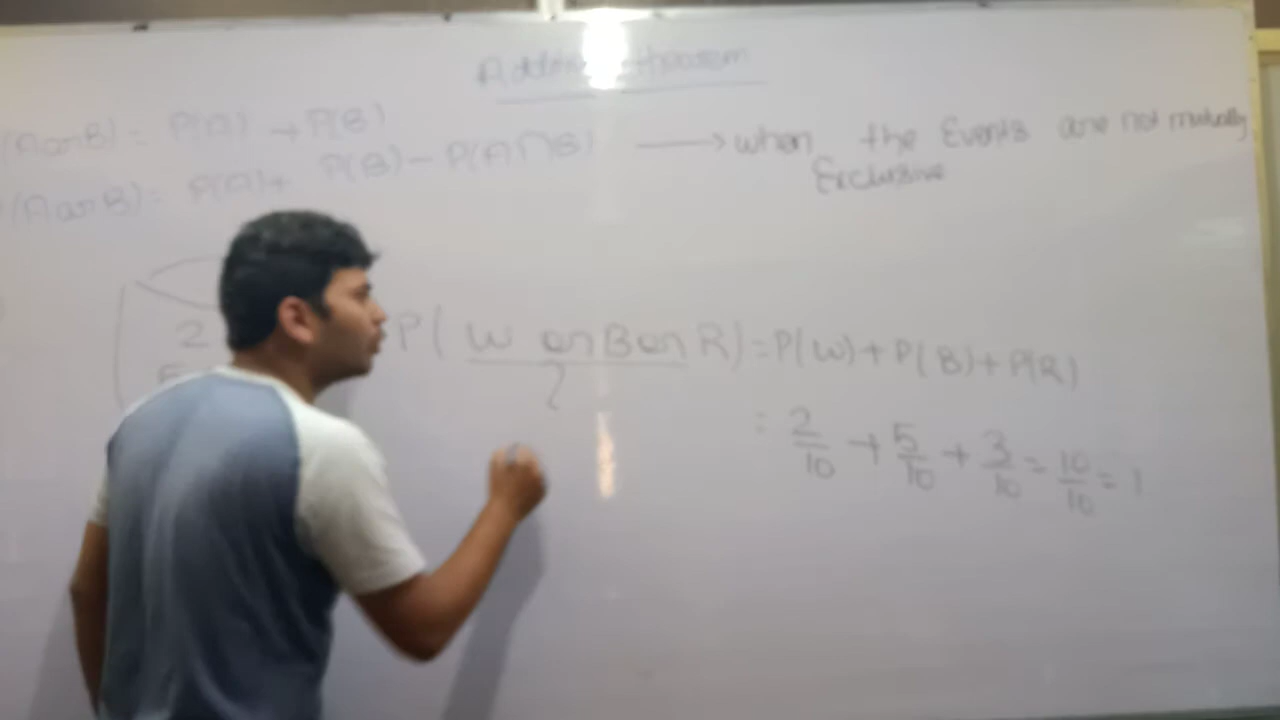 Addition theorem
P(A or B) = P(A) + P(B)
P(A or B) = P(A) + P(B) - P(A∩B) → when the Events are not mutually
Exclusive
2
5
P( W or B or R) = P(W) + P(B) + P(R)
= 2/10 + 5/10 + 3/10 = 10/10 = 1